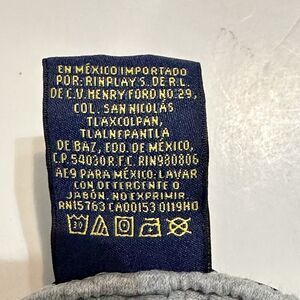 EN MÉXICO IMPORTADO
POR: RINPLAY S. DE R.L.
DE C.V. HENRY FORD NO. 29,
COL. SAN NICOLÁS
TLAXCOLPAN,
TLALNEPANTLA
DE BAZ, EDO. DE MÉXICO,
C.P. 54030 R.F.C. RIN980806
AE9 PARA MÉXICO: LAVAR
CON DETERGENTE O
JABÓN. NO EXPRIMIR.
RN15763 CA00153 0119HO
30